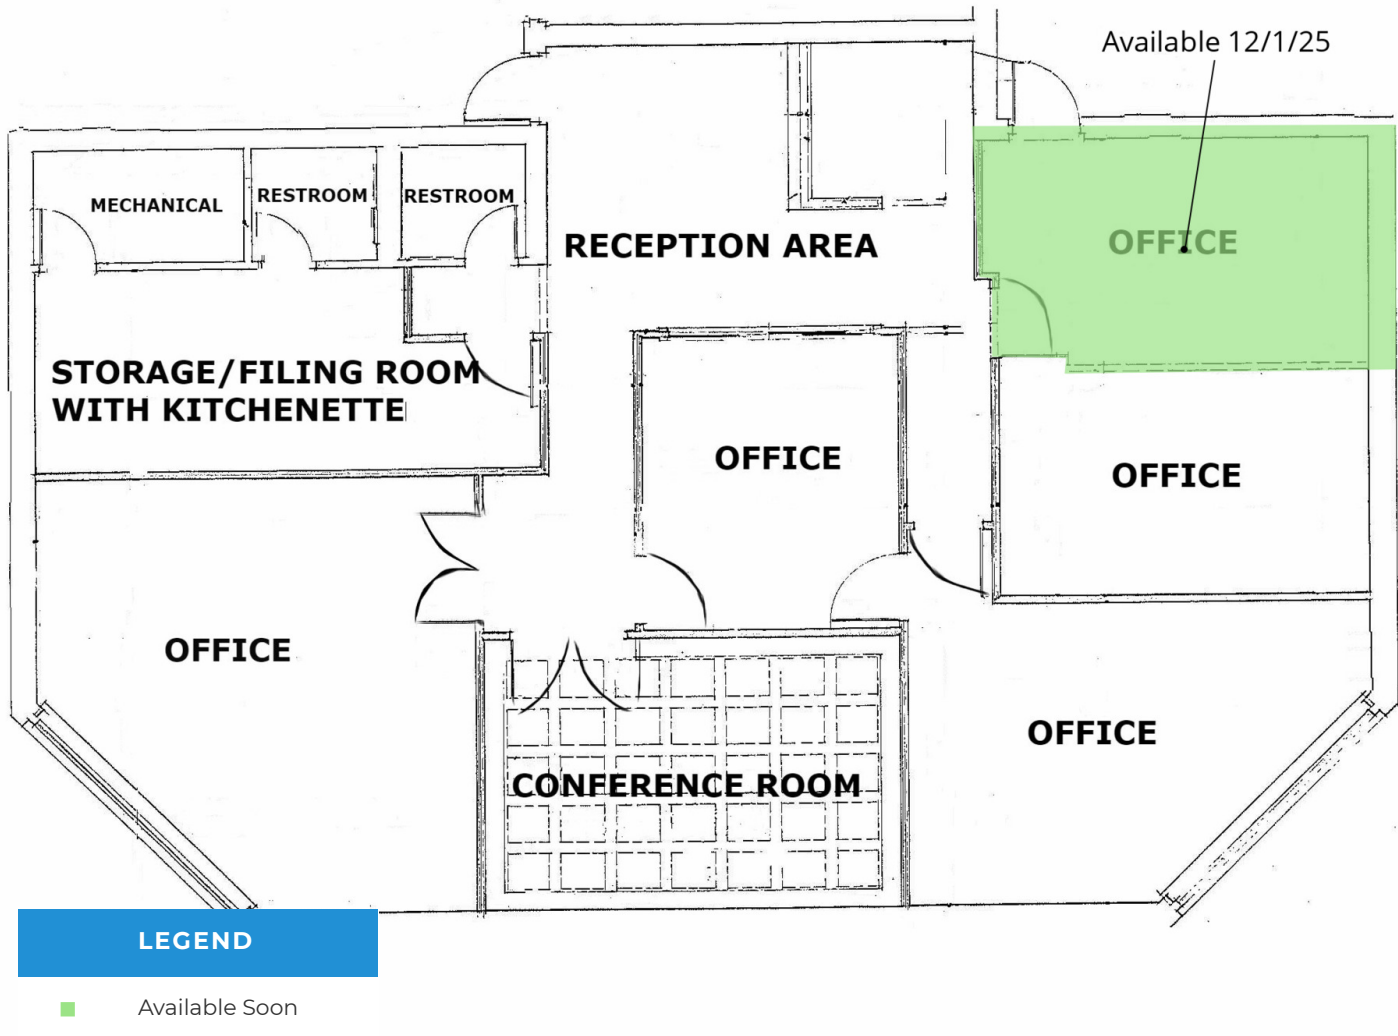 Available 12/1/25
MECHANICAL
RESTROOM
RESTROOM
RECEPTION AREA
OFFICE
STORAGE/FILING ROOM
WITH KITCHENETTE
OFFICE
OFFICE
OFFICE
OFFICE
CONFERENCE ROOM
LEGEND
Available Soon